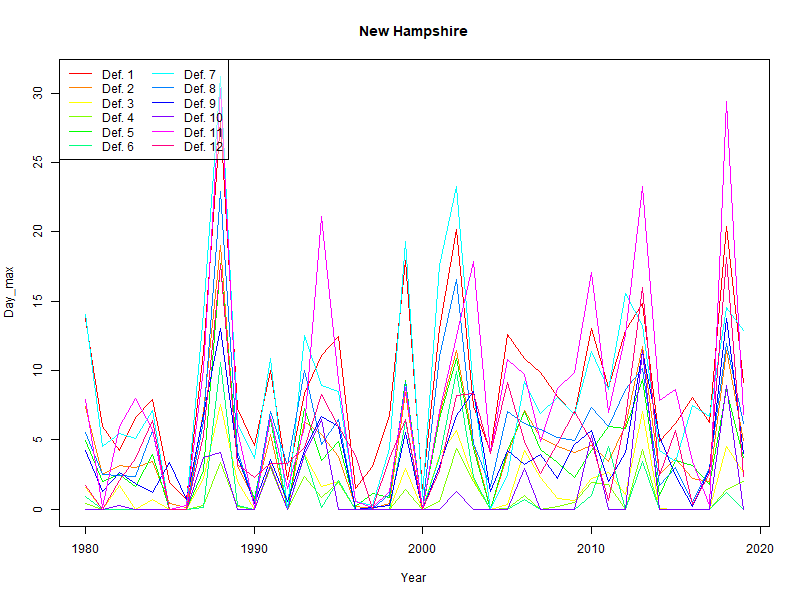 New Hampshire
Def. 1 Def. 7
Def. 2 Def. 8
Def. 3 Def. 9
Def. 4 Def. 10
Def. 5 Def. 11
Def. 6 Def. 12
Day_max
30
25
20
15
10
5
0
1980 1990 2000 2010 2020
Year